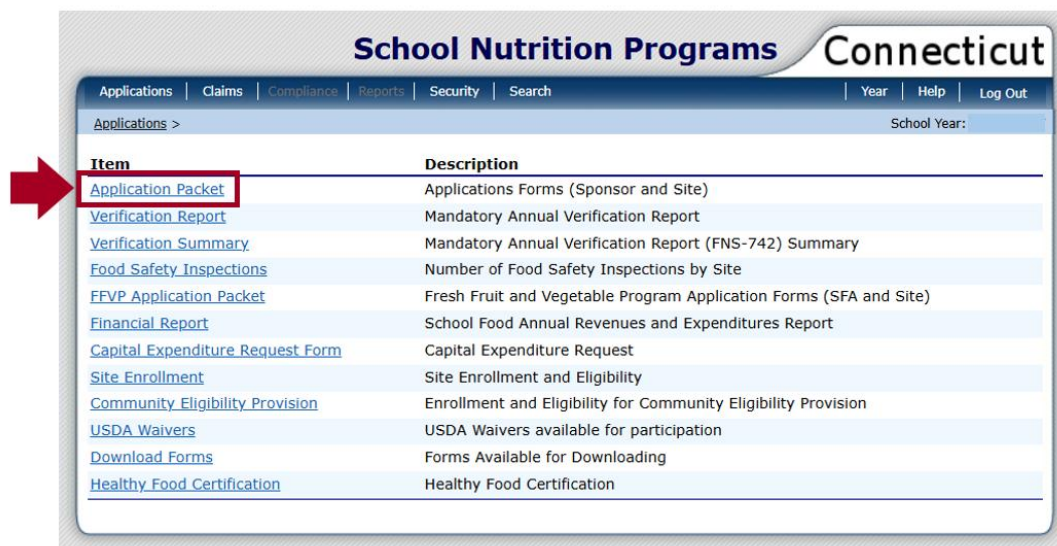 School Nutrition Programs Connecticut
Applications | Claims | Compliance | Reports | Security | Search | Year | Help | Log Out
Applications > School Year:
Item Description
Application Packet Applications Forms (Sponsor and Site)
Verification Report Mandatory Annual Verification Report
Verification Summary Mandatory Annual Verification Report (FNS-742) Summary
Food Safety Inspections Number of Food Safety Inspections by Site
FFVP Application Packet Fresh Fruit and Vegetable Program Application Forms (SFA and Site)
Financial Report School Food Annual Revenues and Expenditures Report
Capital Expenditure Request Form Capital Expenditure Request
Site Enrollment Site Enrollment and Eligibility
Community Eligibility Provision Enrollment and Eligibility for Community Eligibility Provision
USDA Waivers USDA Waivers available for participation
Download Forms Forms Available for Downloading
Healthy Food Certification Healthy Food Certification